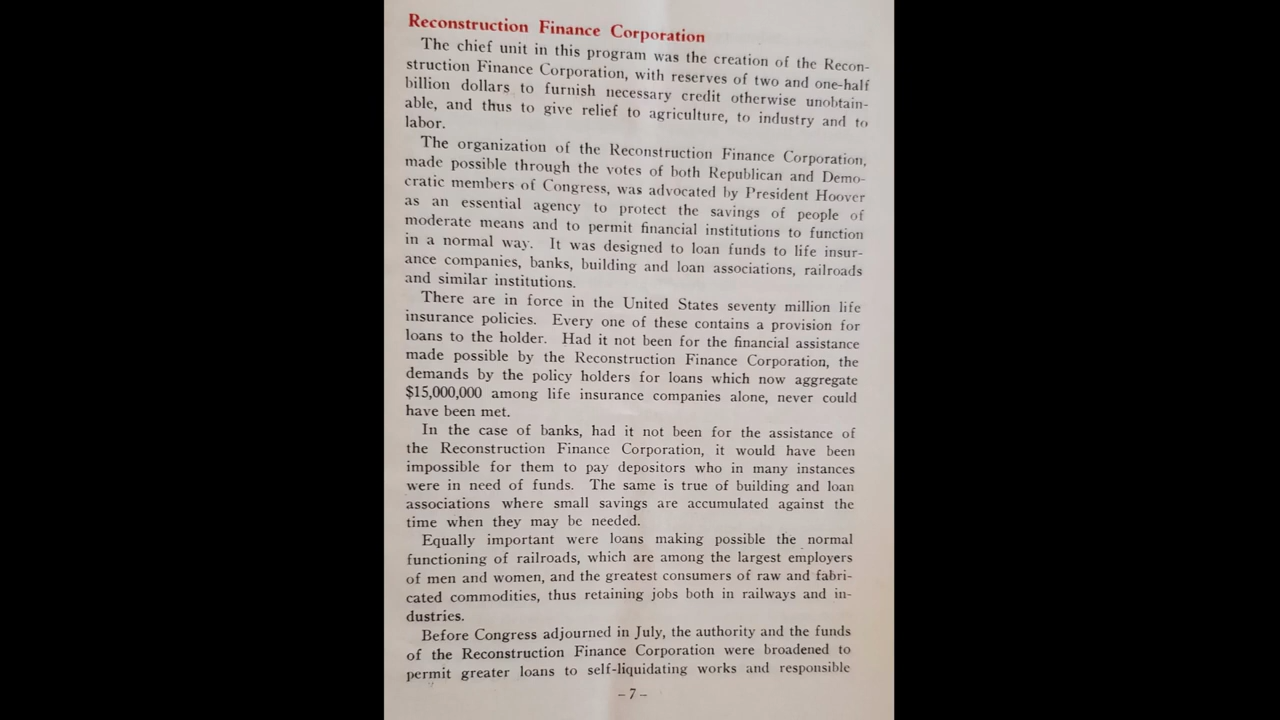 Reconstruction Finance Corporation
The chief unit in this program was the creation of the Recon-
struction Finance Corporation, with reserves of two and one-half
billion dollars to furnish necessary credit otherwise unobtain-
able, and thus to give relief to agriculture, to industry and to
labor.
The organization of the Reconstruction Finance Corporation,
made possible through the votes of both Republican and Demo-
cratic members of Congress, was advocated by President Hoover
as an essential agency to protect the savings of people of
moderate means and to permit financial institutions to function
in a normal way. It was designed to loan funds to life insur-
ance companies, banks, building and loan associations, railroads
and similar institutions.
There are in force in the United States seventy million life
insurance policies. Every one of these contains a provision for
loans to the holder. Had it not been for the financial assistance
made possible by the Reconstruction Finance Corporation, the
demands by the policy holders for loans which now aggregate
$15,000,000 among life insurance companies alone, never could
have been met.
In the case of banks, had it not been for the assistance of
the Reconstruction Finance Corporation, it would have been
impossible for them to pay depositors who in many instances
were in need of funds. The same is true of building and loan
associations where small savings are accumulated against the
time when they may be needed.
Equally important were loans making possible the normal
functioning of railroads, which are among the largest employers
of men and women, and the greatest consumers of raw and fabri-
cated commodities, thus retaining jobs both in railways and in-
dustries.
Before Congress adjourned in July, the authority and the funds
of the Reconstruction Finance Corporation were broadened to
permit greater loans to self-liquidating works and responsible
– 7 –